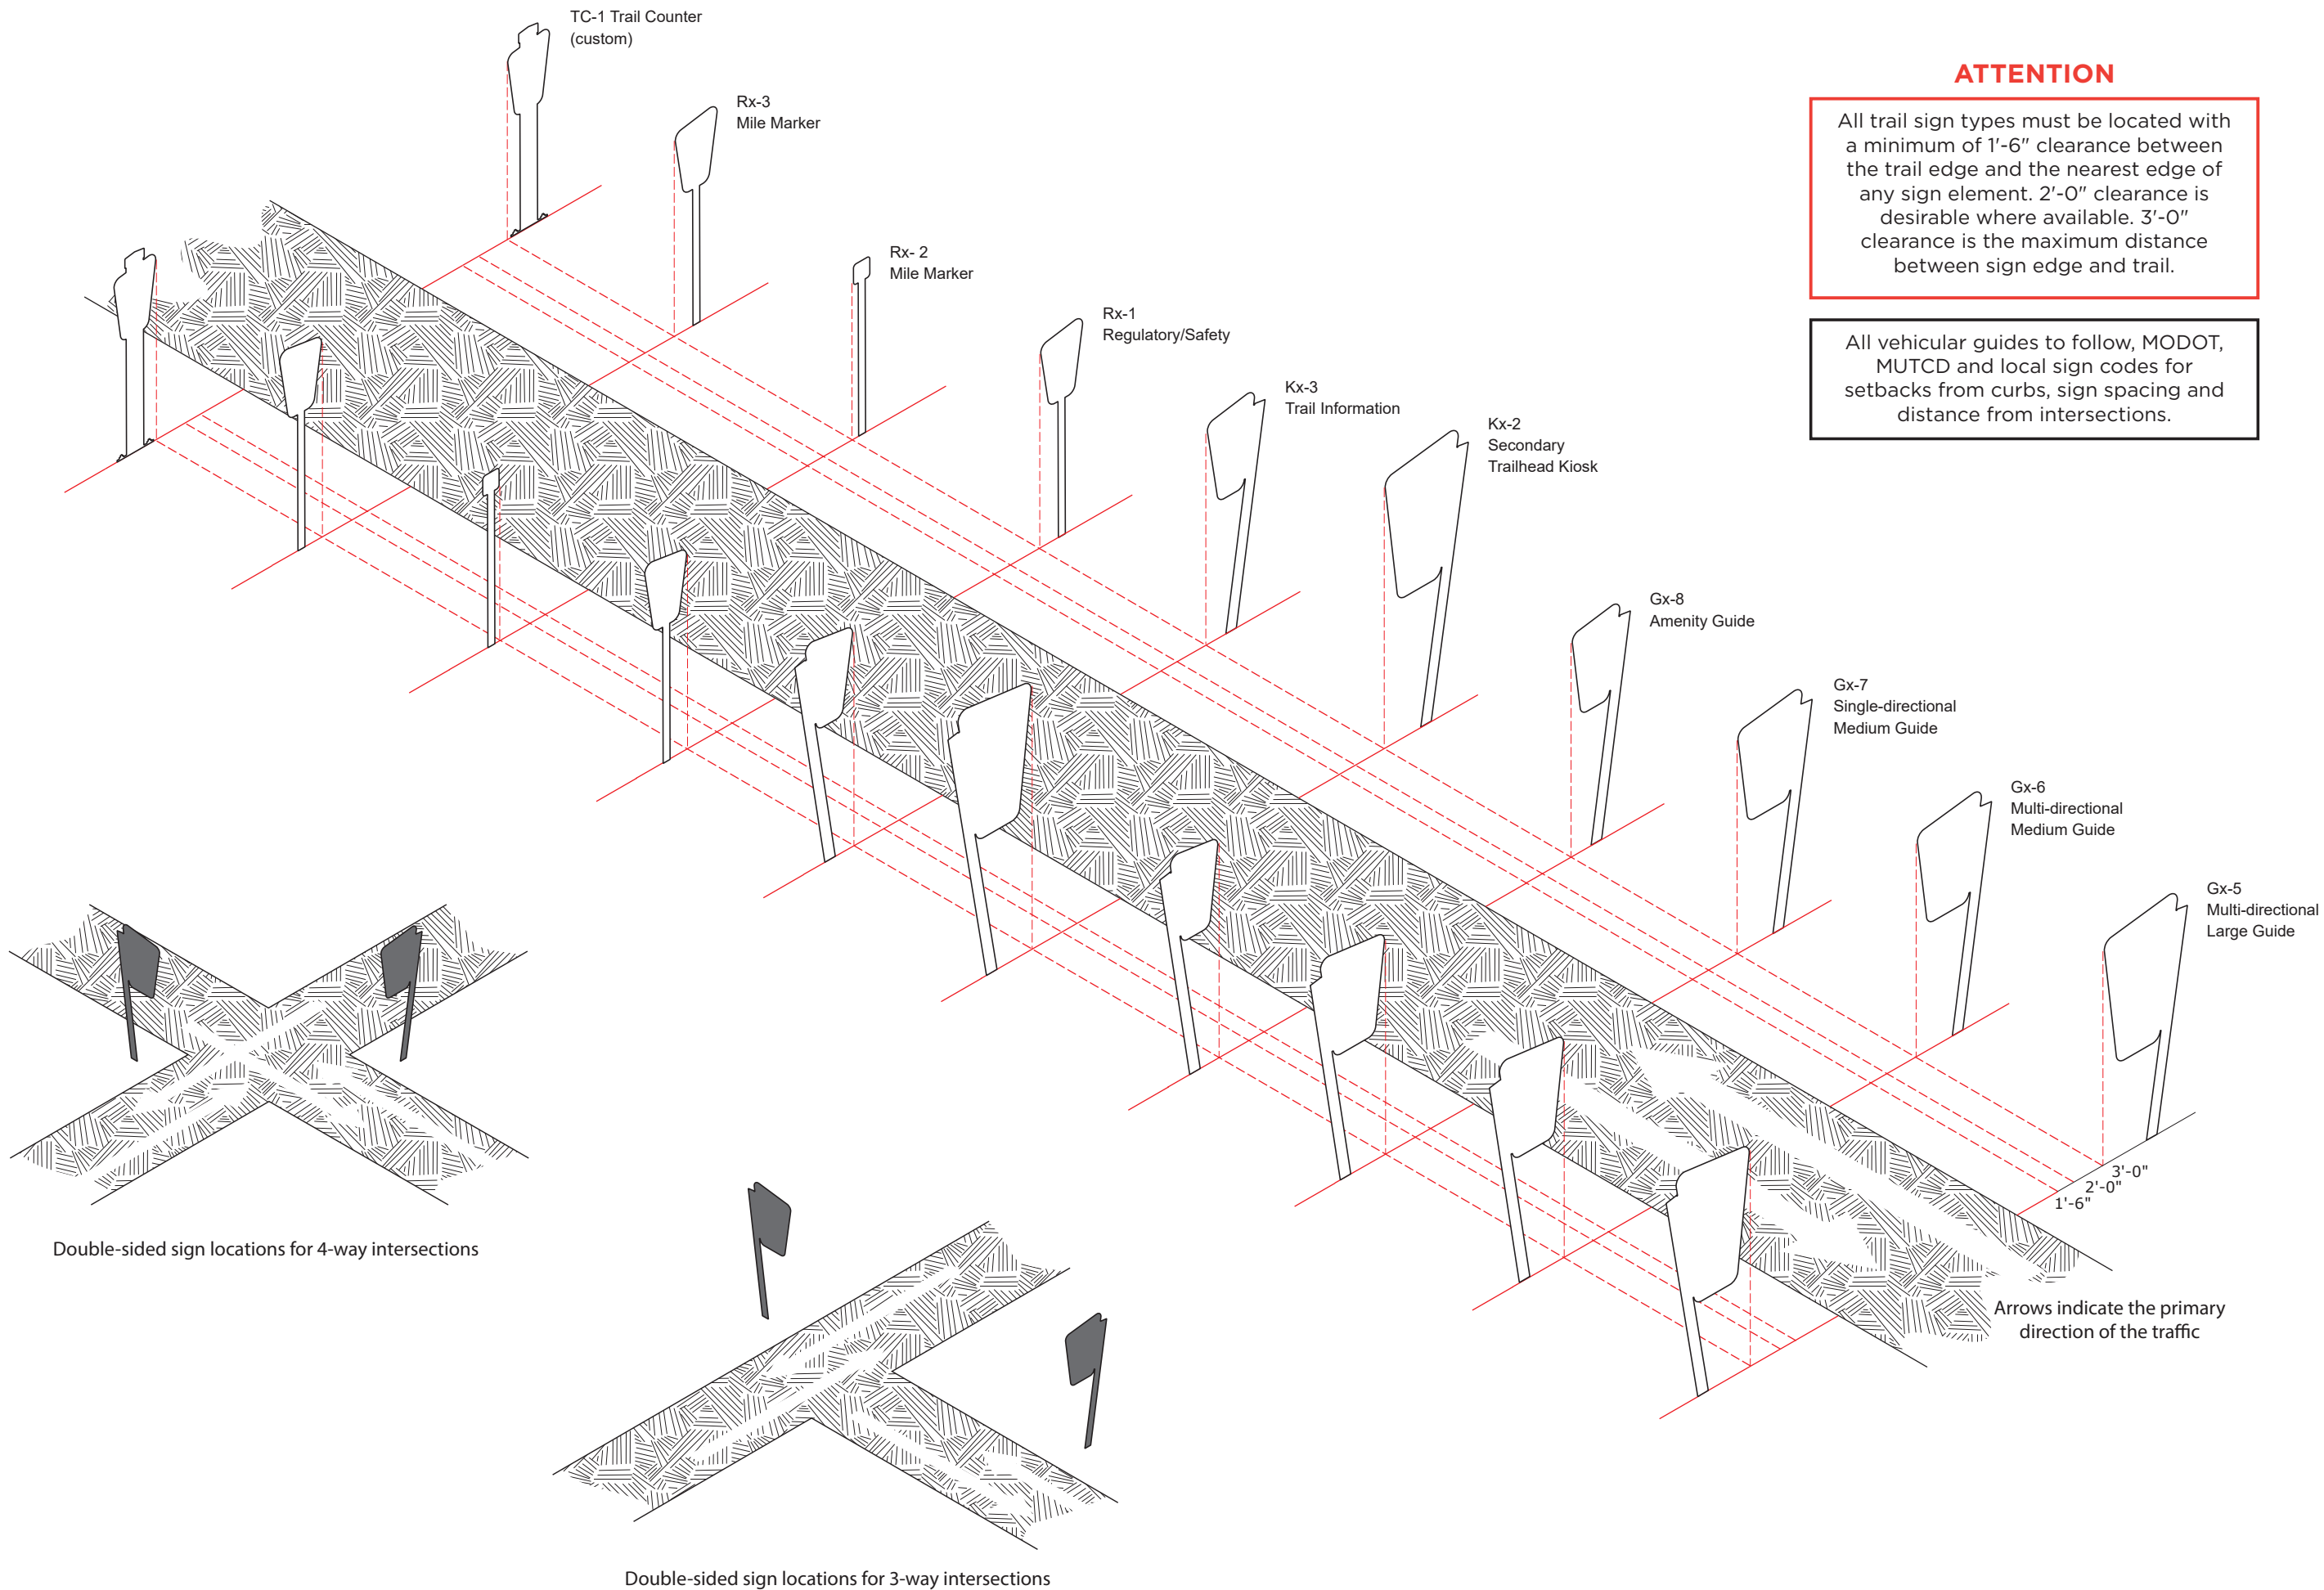 TC-1 Trail Counter
(custom)
Rx-3
Mile Marker
Rx- 2
Mile Marker
Rx-1
Regulatory/Safety
Kx-3
Trail Information
Kx-2
Secondary
Trailhead Kiosk
Gx-8
Amenity Guide
Gx-7
Single-directional
Medium Guide
Gx-6
Multi-directional
Medium Guide
Gx-5
Multi-directional
Large Guide
ATTENTION
All trail sign types must be located with
a minimum of 1'-6" clearance between
the trail edge and the nearest edge of
any sign element. 2'-0" clearance is
desirable where available. 3'-0"
clearance is the maximum distance
between sign edge and trail.
All vehicular guides to follow, MODOT,
MUTCD and local sign codes for
setbacks from curbs, sign spacing and
distance from intersections.
3'-0"
2'-0"
1'-6"
Arrows indicate the primary
direction of the traffic
Double-sided sign locations for 4-way intersections
Double-sided sign locations for 3-way intersections